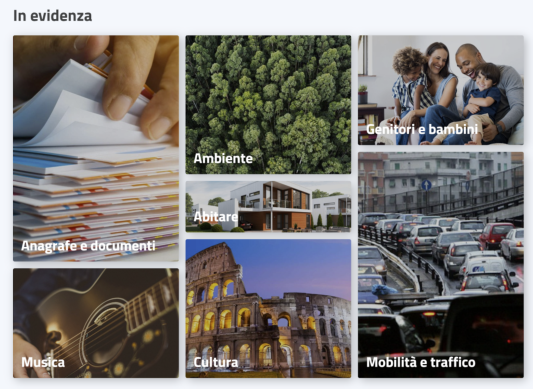 In evidenza
Anagrafe e documenti
Ambiente
Genitori e bambini
Abitare
Musica
Cultura
Mobilità e traffico